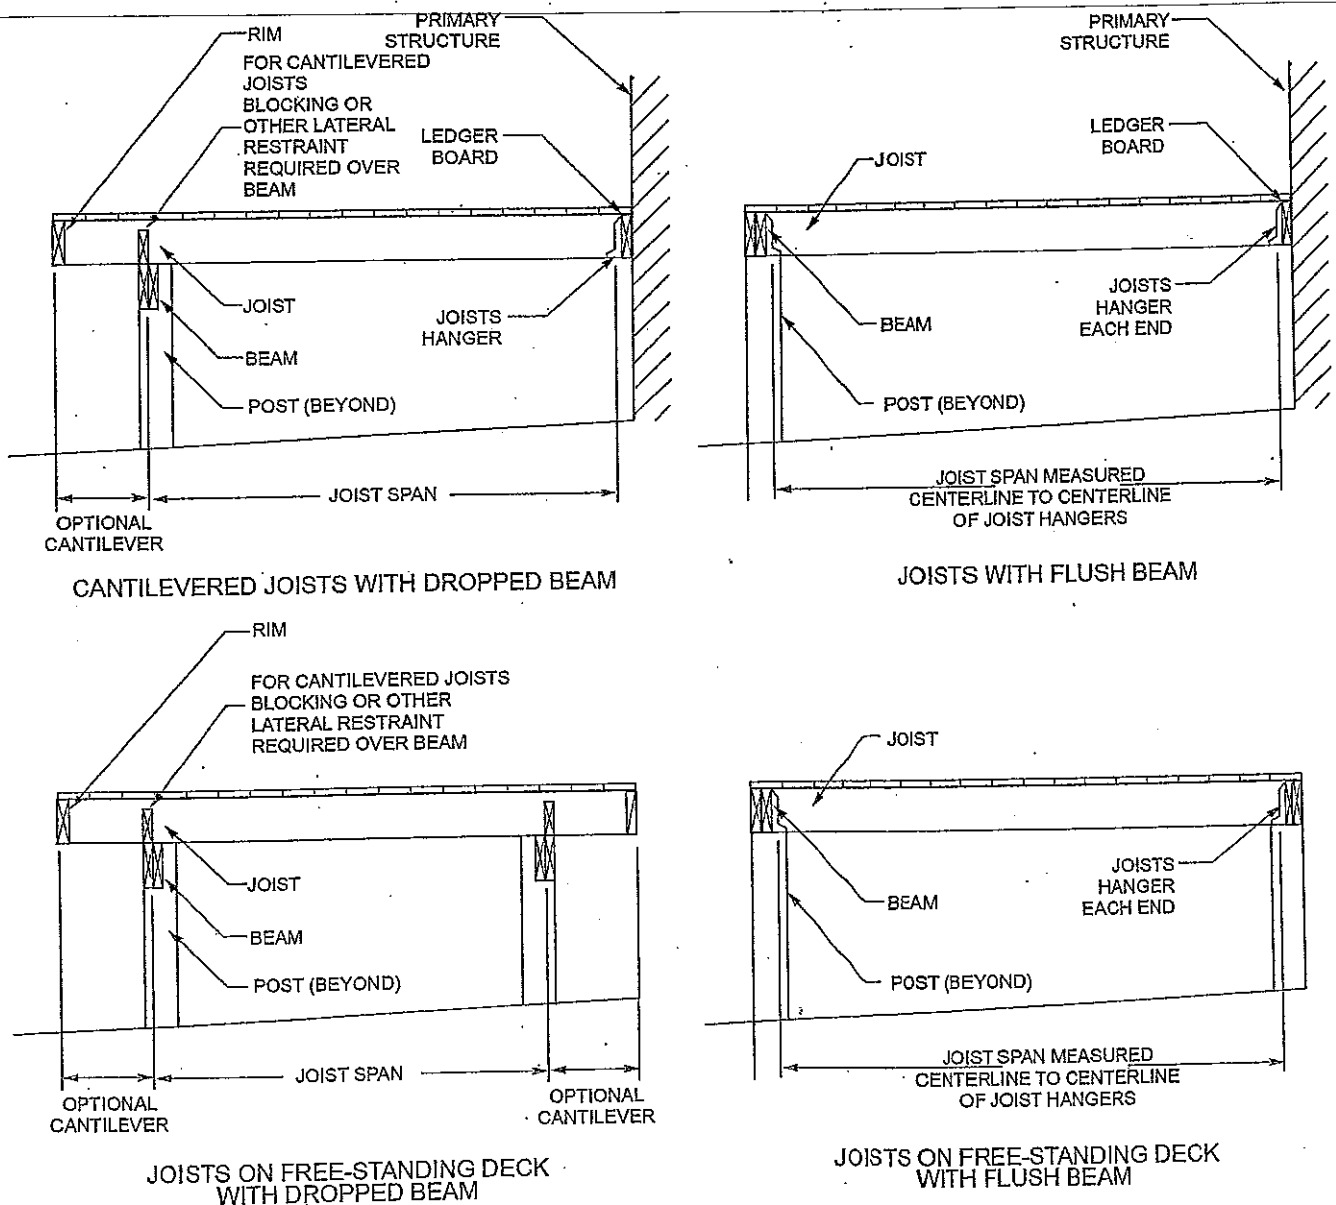 RIM
FOR CANTILEVERED
JOISTS
BLOCKING OR
OTHER LATERAL
RESTRAINT
REQUIRED OVER
BEAM
PRIMARY
STRUCTURE
LEDGER
BOARD
JOIST
JOISTS
HANGER
BEAM
POST (BEYOND)
JOIST SPAN
OPTIONAL
CANTILEVER
CANTILEVERED JOISTS WITH DROPPED BEAM
PRIMARY
STRUCTURE
LEDGER
BOARD
JOIST
JOISTS
HANGER
EACH END
BEAM
POST (BEYOND)
JOIST SPAN MEASURED
CENTERLINE TO CENTERLINE
OF JOIST HANGERS
JOISTS WITH FLUSH BEAM
RIM
FOR CANTILEVERED JOISTS
BLOCKING OR OTHER
LATERAL RESTRAINT
REQUIRED OVER BEAM
JOIST
BEAM
POST (BEYOND)
JOIST SPAN
OPTIONAL
CANTILEVER
OPTIONAL
CANTILEVER
JOISTS ON FREE-STANDING DECK
WITH DROPPED BEAM
JOIST
JOISTS
HANGER
EACH END
BEAM
POST (BEYOND)
JOIST SPAN MEASURED
CENTERLINE TO CENTERLINE
OF JOIST HANGERS
JOISTS ON FREE-STANDING DECK
WITH FLUSH BEAM